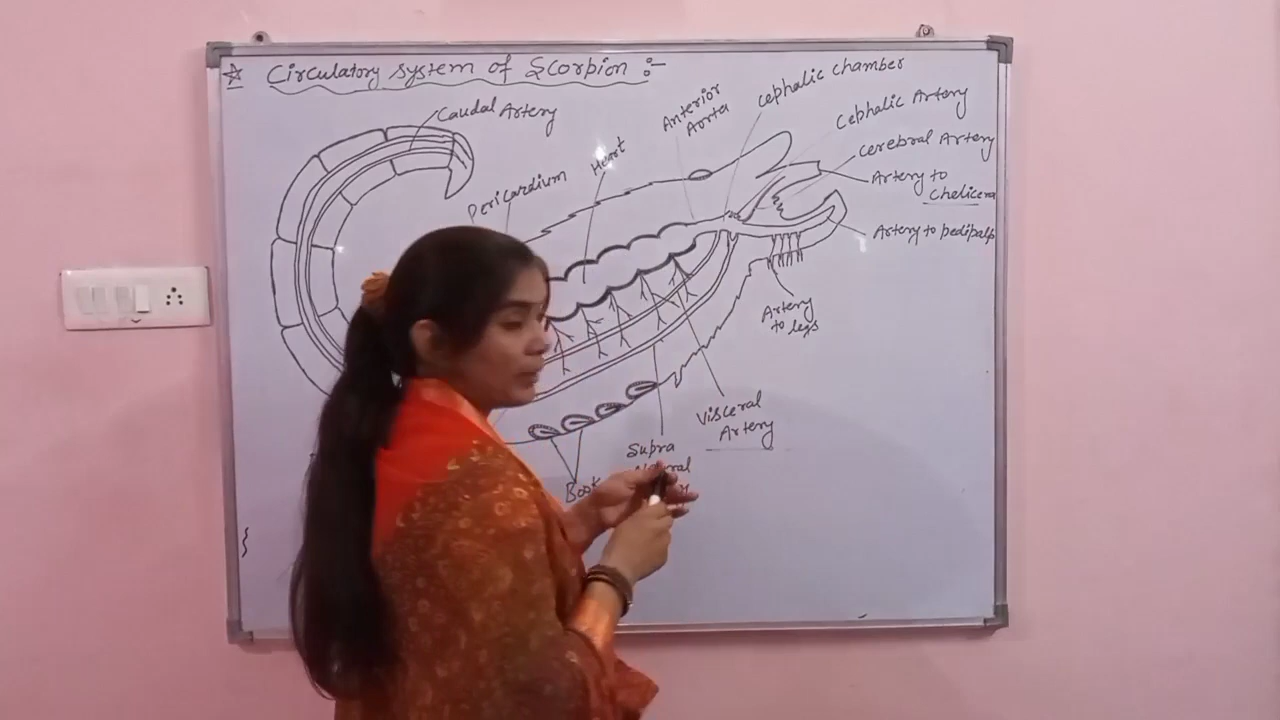 ☆ Circulatory system of Scorpion :-
Caudal Artery
Pericardium
Heart
Anterior
Aorta
Cephalic chamber
Cephalic Artery
Cerebral Artery
Artery to
Chelicera
Artery to pedipalp
Artery
to legs
Visceral
Artery
Supra
Book